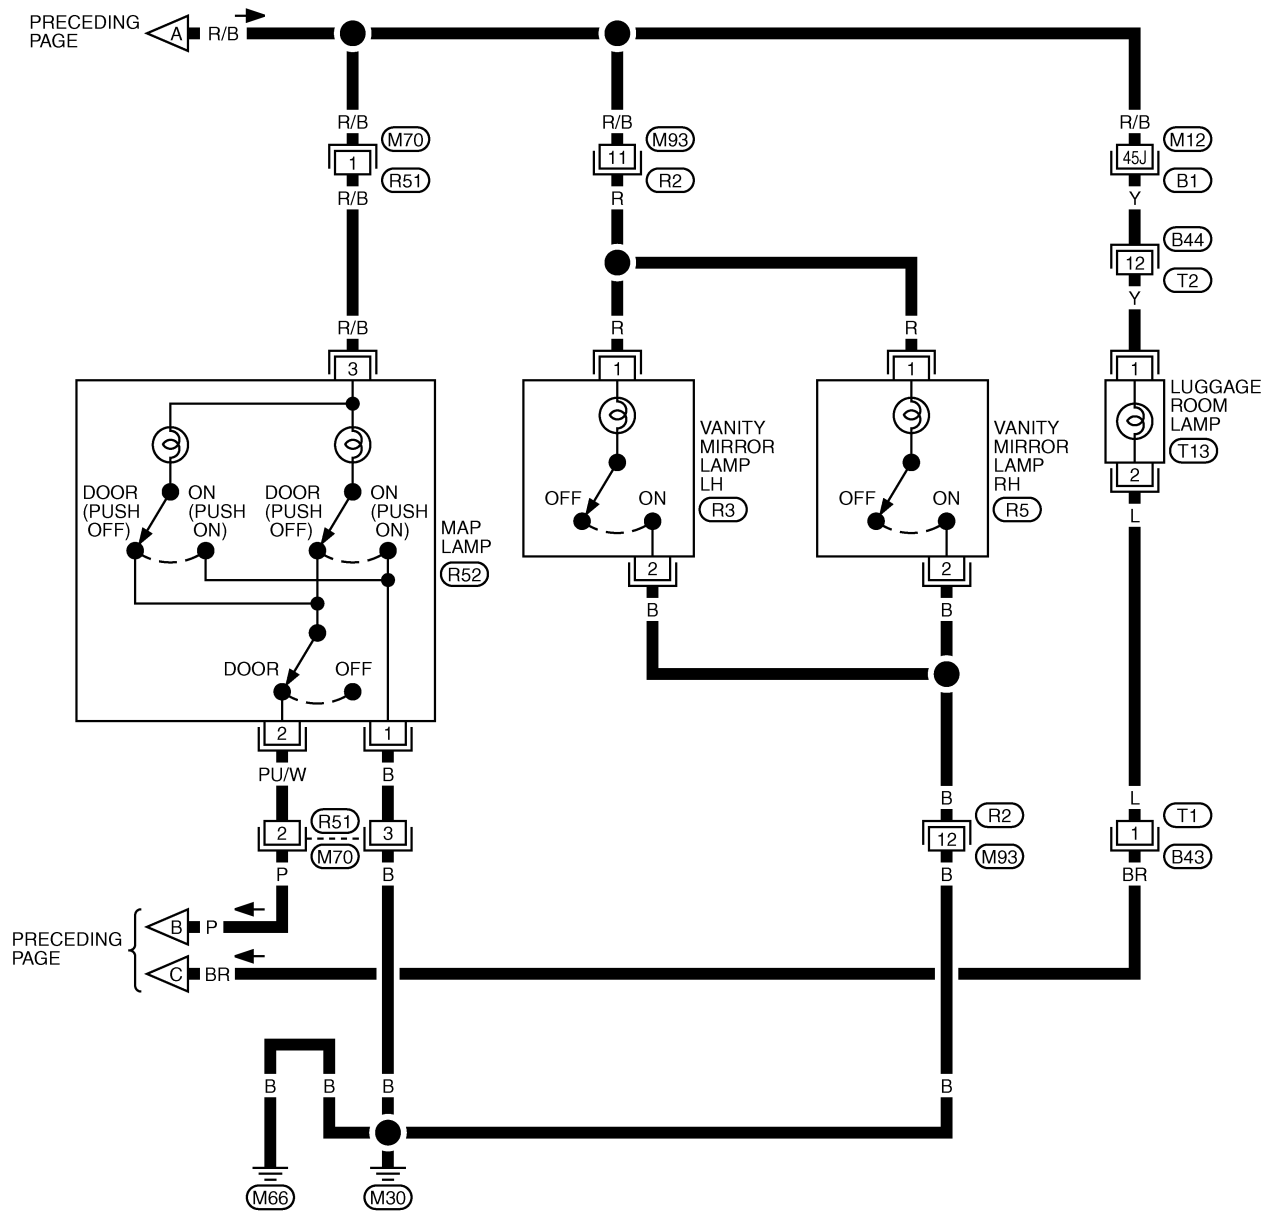 PRECEDING
PAGE
A
R/B
R/B
R/B
R/B
M70
M93
M12
1
11
45J
R51
R2
B1
R/B
R
Y
B44
12
T2
Y
R/B
R
R
3
1
1
1
LUGGAGE
ROOM
LAMP
T13
VANITY
MIRROR
LAMP
LH
R3
VANITY
MIRROR
LAMP
RH
R5
2
DOOR
(PUSH
OFF)
ON
(PUSH
ON)
DOOR
(PUSH
OFF)
ON
(PUSH
ON)
OFF
ON
OFF
ON
L
MAP
LAMP
R52
2
2
B
B
DOOR
OFF
2
1
PU/W
B
B
L
R51
R2
T1
2
3
12
1
M70
M93
B43
P
B
B
BR
PRECEDING
PAGE
B
P
C
BR
B
B
B
B
M66
M30